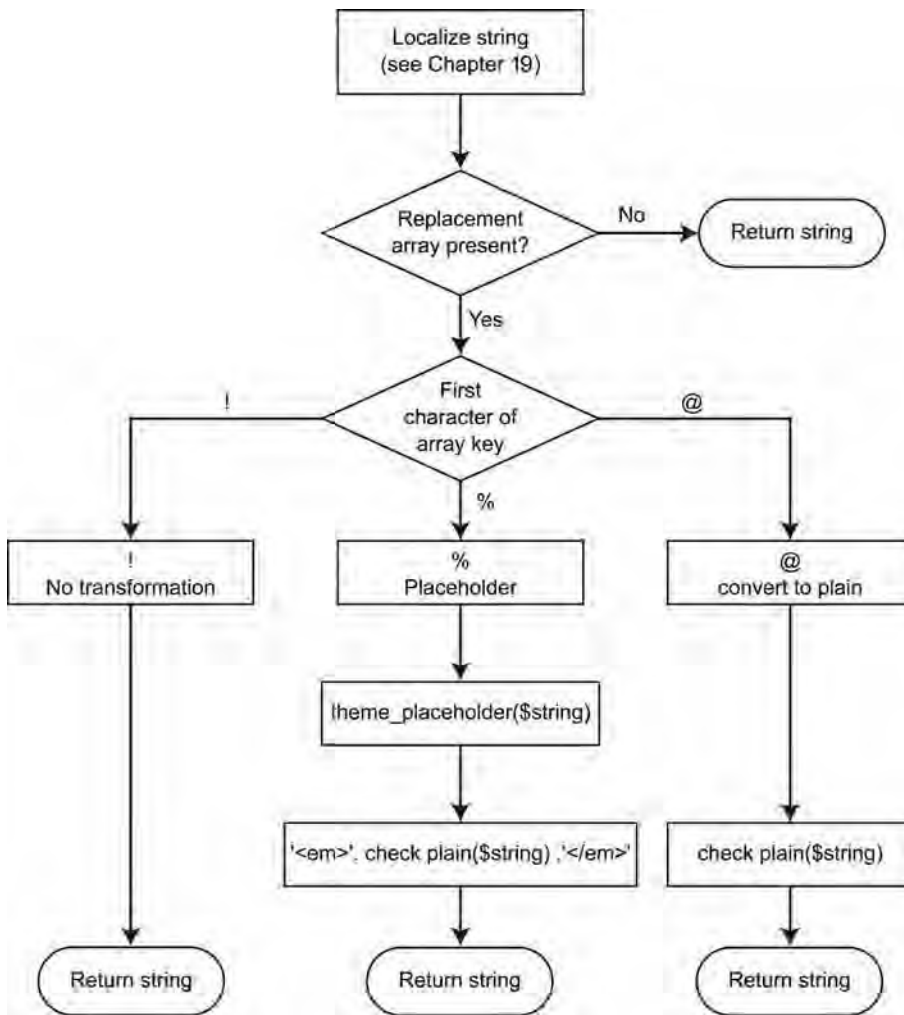 Localize string
(see Chapter 19)
Replacement
array present?
No
Return string
Yes
First
character of
array key
!
@
%
!
No transformation
%
Placeholder
@
convert to plain
theme_placeholder($string)
'<em>'. check plain($string) .'</em>'
check plain($string)
Return string
Return string
Return string